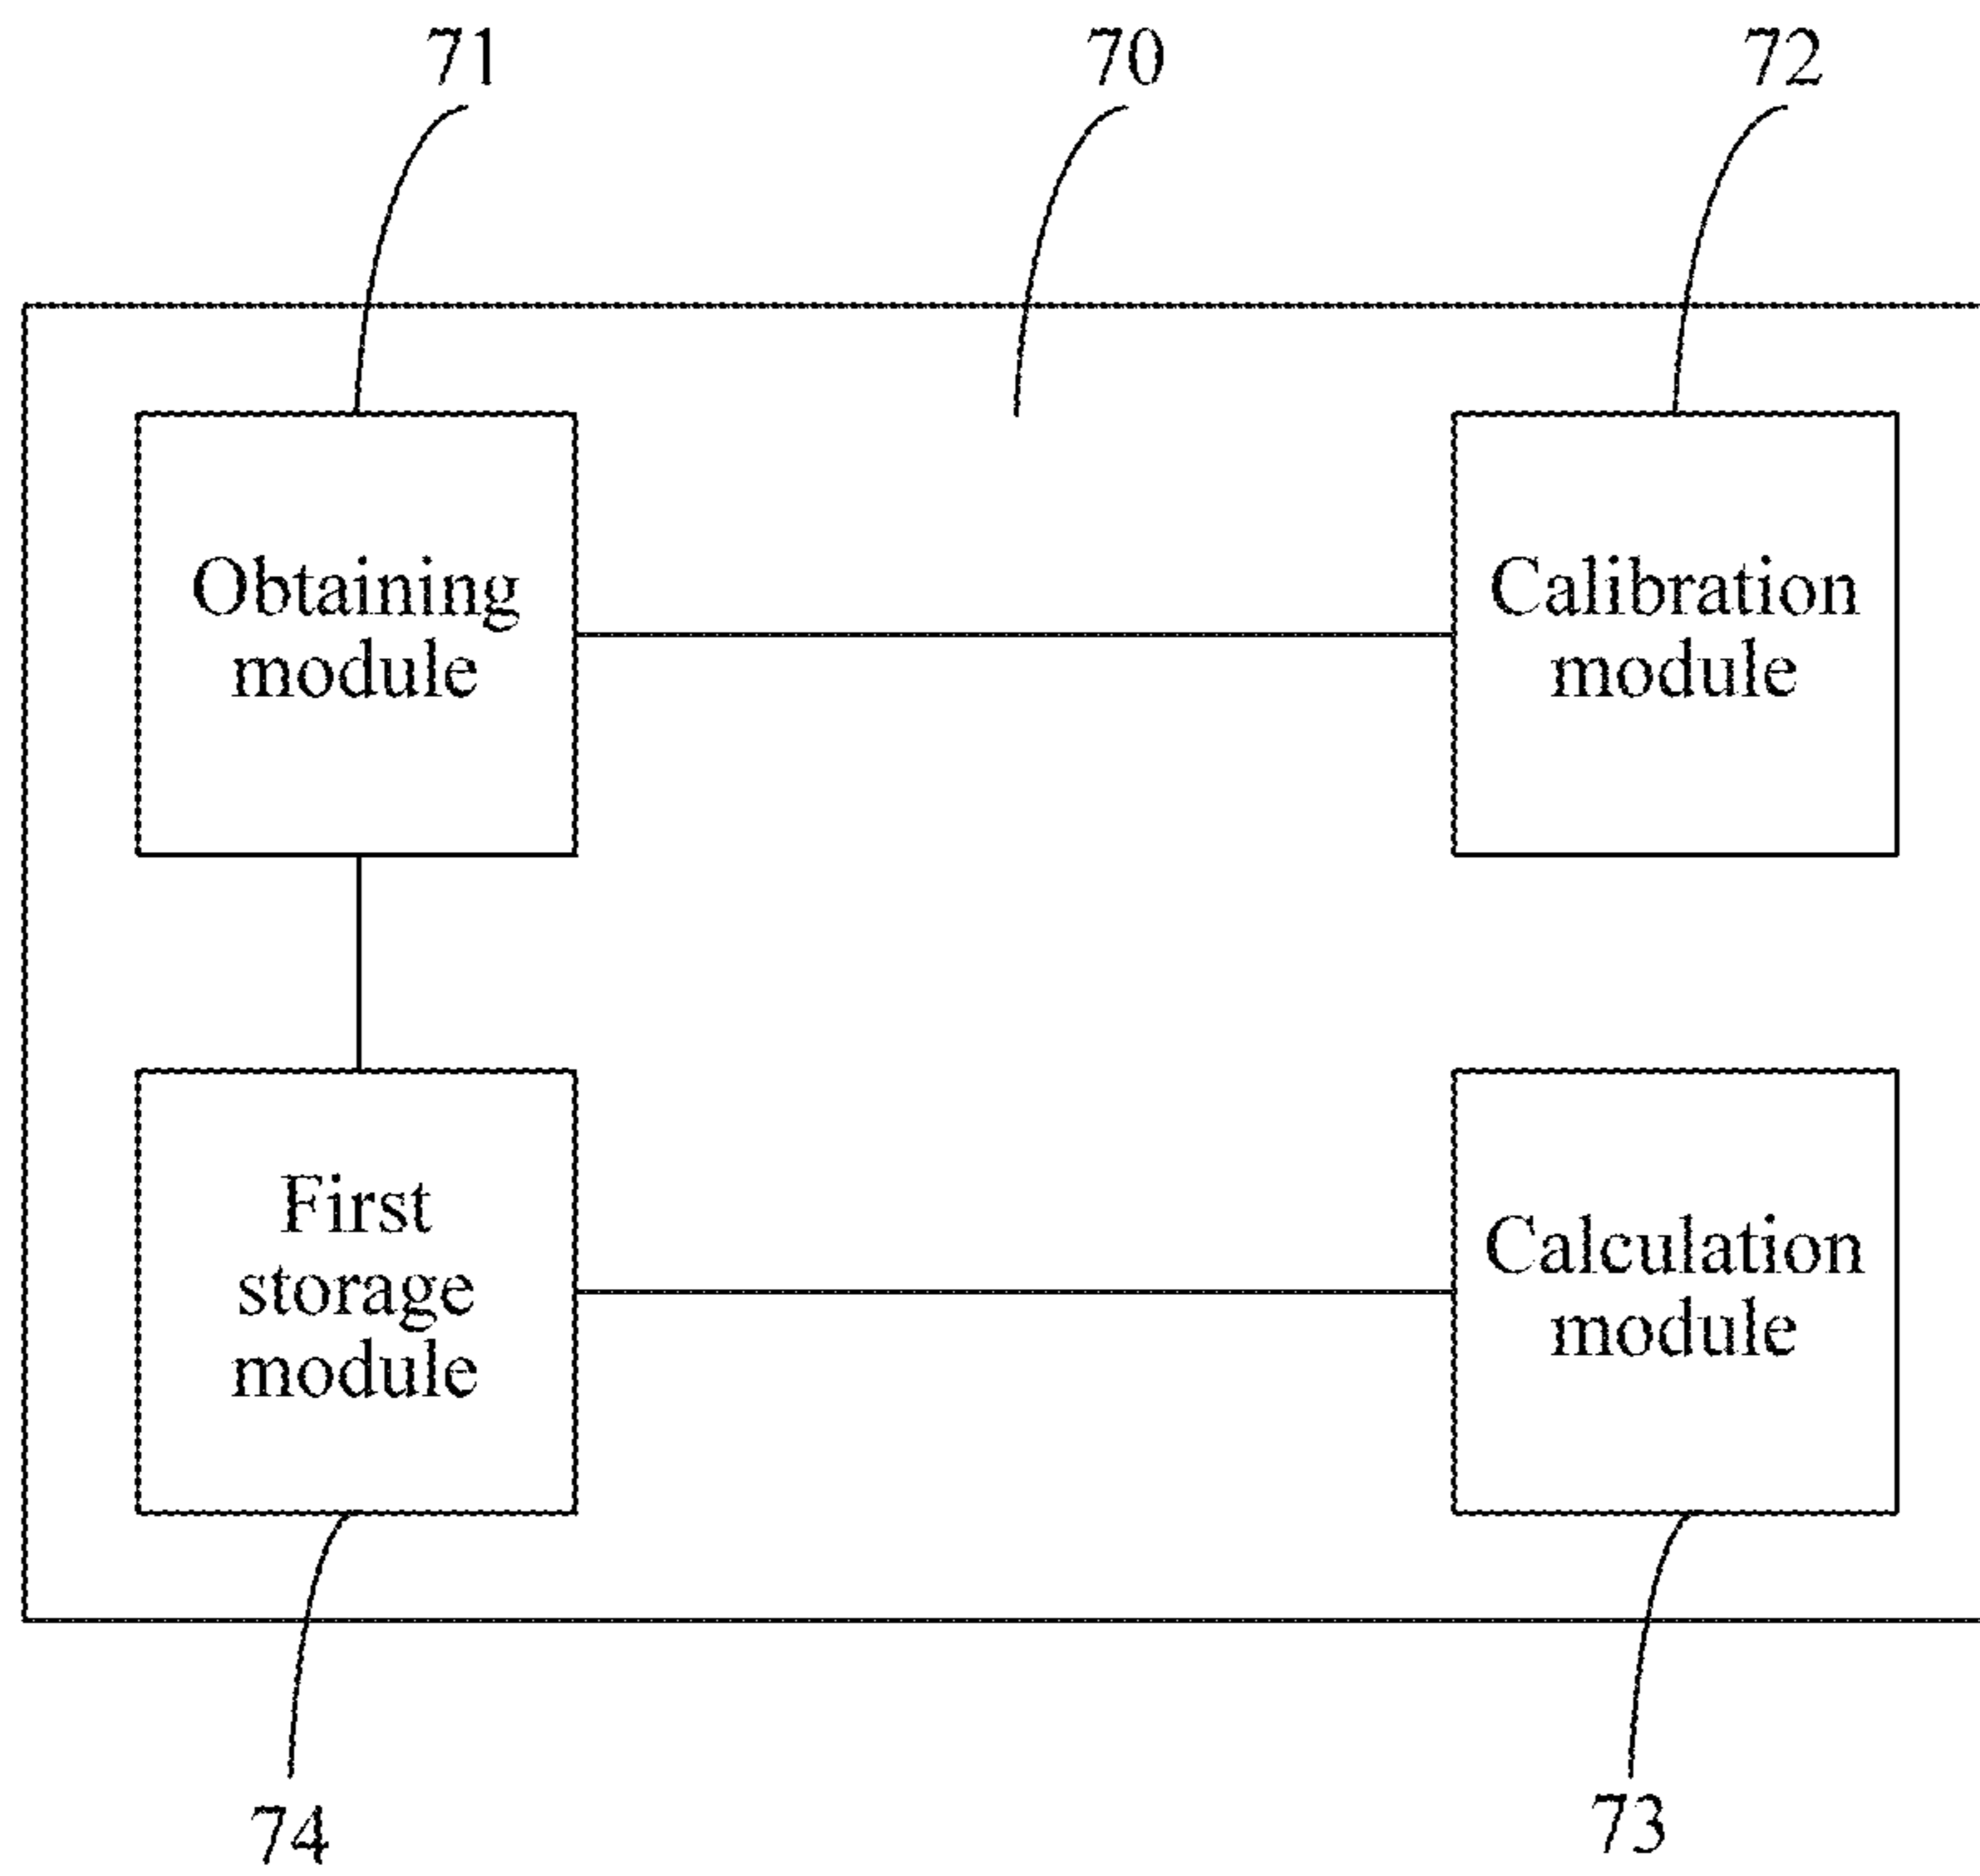 71
70
72
Obtaining
module
Calibration
module
First
storage
module
Calculation
module
74
73